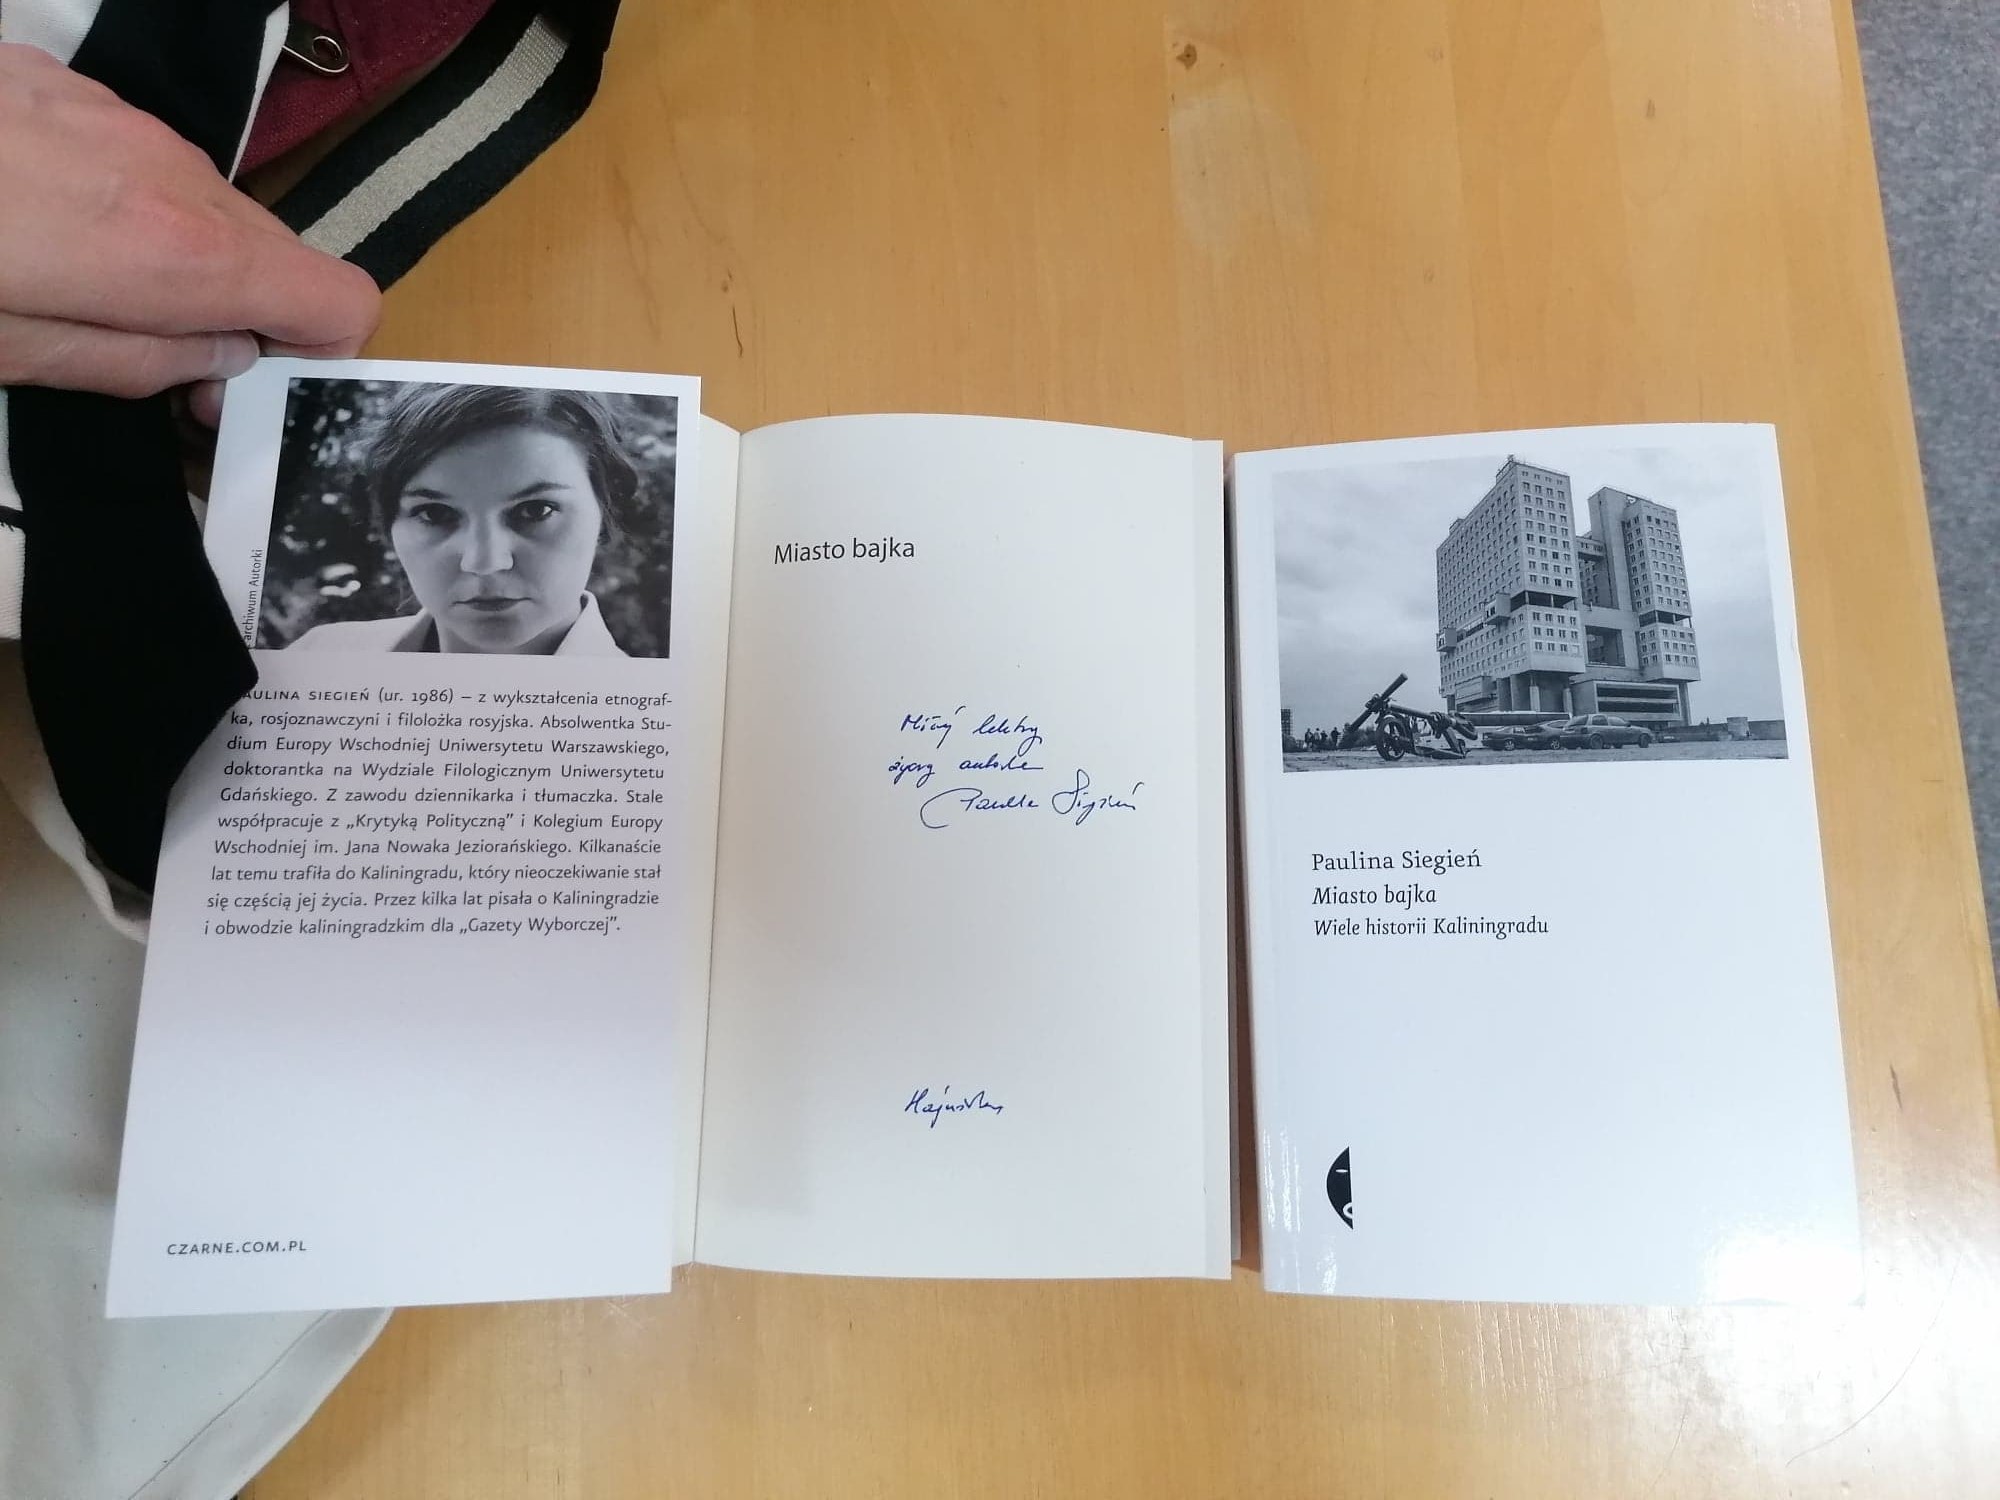 archiwum Autorki
AULINA SIEGIEŃ (ur. 1986) – z wykształcenia etnograf-
ka, rosjoznawczyni i filolożka rosyjska. Absolwentka Stu-
dium Europy Wschodniej Uniwersytetu Warszawskiego,
doktorantka na Wydziale Filologicznym Uniwersytetu
Gdańskiego. Z zawodu dziennikarka i tłumaczka. Stale
współpracuje z „Krytyką Polityczną” i Kolegium Europy
Wschodniej im. Jana Nowaka Jeziorańskiego. Kilkanaście
lat temu trafiła do Kaliningradu, który nieoczekiwanie stał
się częścią jej życia. Przez kilka lat pisała o Kaliningradzie
i obwodzie kaliningradzkim dla „Gazety Wyborczej”.
CZARNE.COM.PL
Miasto bajka
Miłej lektury
życzy autorka
Paulina Siegień
Paulina Siegień
Miasto bajka
Wiele historii Kaliningradu